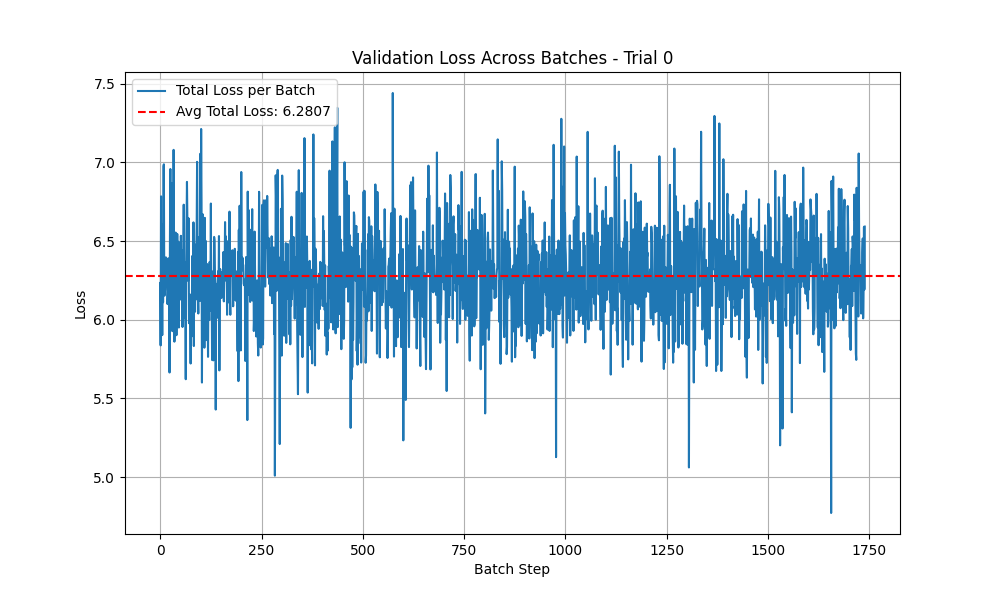 Validation Loss Across Batches - Trial 0
Total Loss per Batch
Avg Total Loss: 6.2807
Loss
7.5
7.0
6.5
6.0
5.5
5.0
0 250 500 750 1000 1250 1500 1750
Batch Step